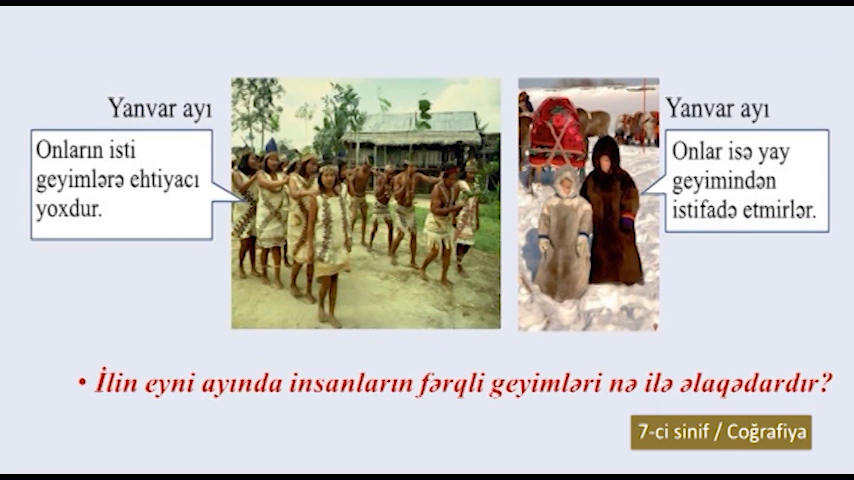 Yanvar ayı
Onların isti
geyimlərə ehtiyacı
yoxdur.
Yanvar ayı
Onlar isə yay
geyimindən
istifadə etmirlər.
• İlin eyni ayında insanların fərqli geyimləri nə ilə əlaqədardır?
7-ci sinif / Coğrafiya